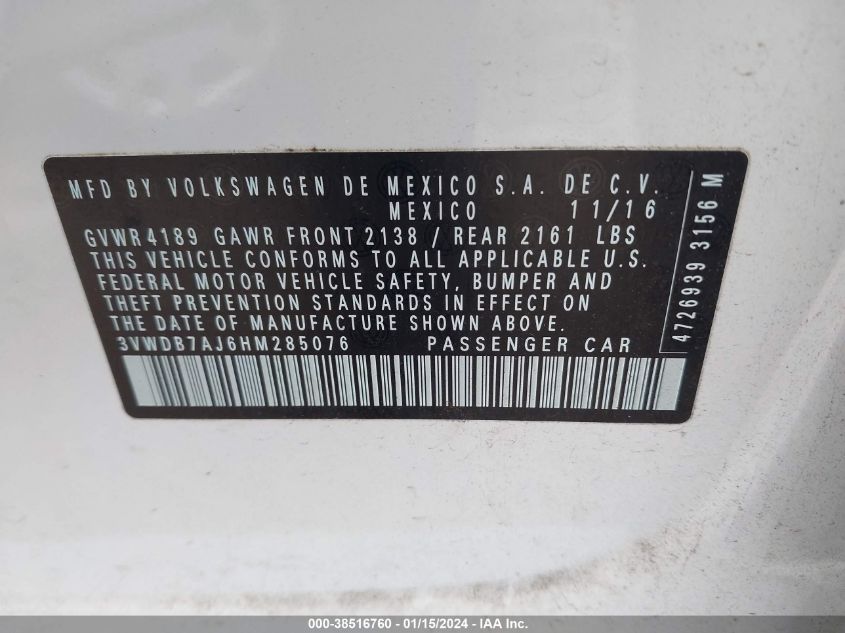 MFD BY VOLKSWAGEN DE MEXICO S.A. DE C.V.
MEXICO 11/16
GVWR4189 GAWR FRONT 2138 / REAR 2161 LBS
THIS VEHICLE CONFORMS TO ALL APPLICABLE U.S.
FEDERAL MOTOR VEHICLE SAFETY, BUMPER AND
THEFT PREVENTION STANDARDS IN EFFECT ON
THE DATE OF MANUFACTURE SHOWN ABOVE.
3VWDB7AJ6HM285076 PASSENGER CAR
4726939 3156 M
000-38516760 - 01/15/2024 - IAA Inc.